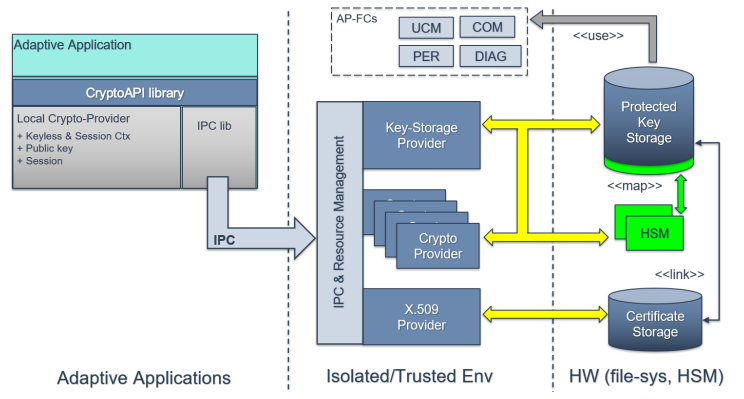 AP-FCs
UCM
COM
PER
DIAG
<<use>>
Adaptive Application
CryptoAPI library
Local Crypto-Provider
+ Keyless & Session Ctx
+ Public key
+ Session
IPC lib
IPC
IPC & Resource Management
Key-Storage
Provider
Crypto
Provider
X.509
Provider
Protected
Key
Storage
<<map>>
HSM
<<link>>
Certificate
Storage
Adaptive Applications
Isolated/Trusted Env
HW (file-sys, HSM)